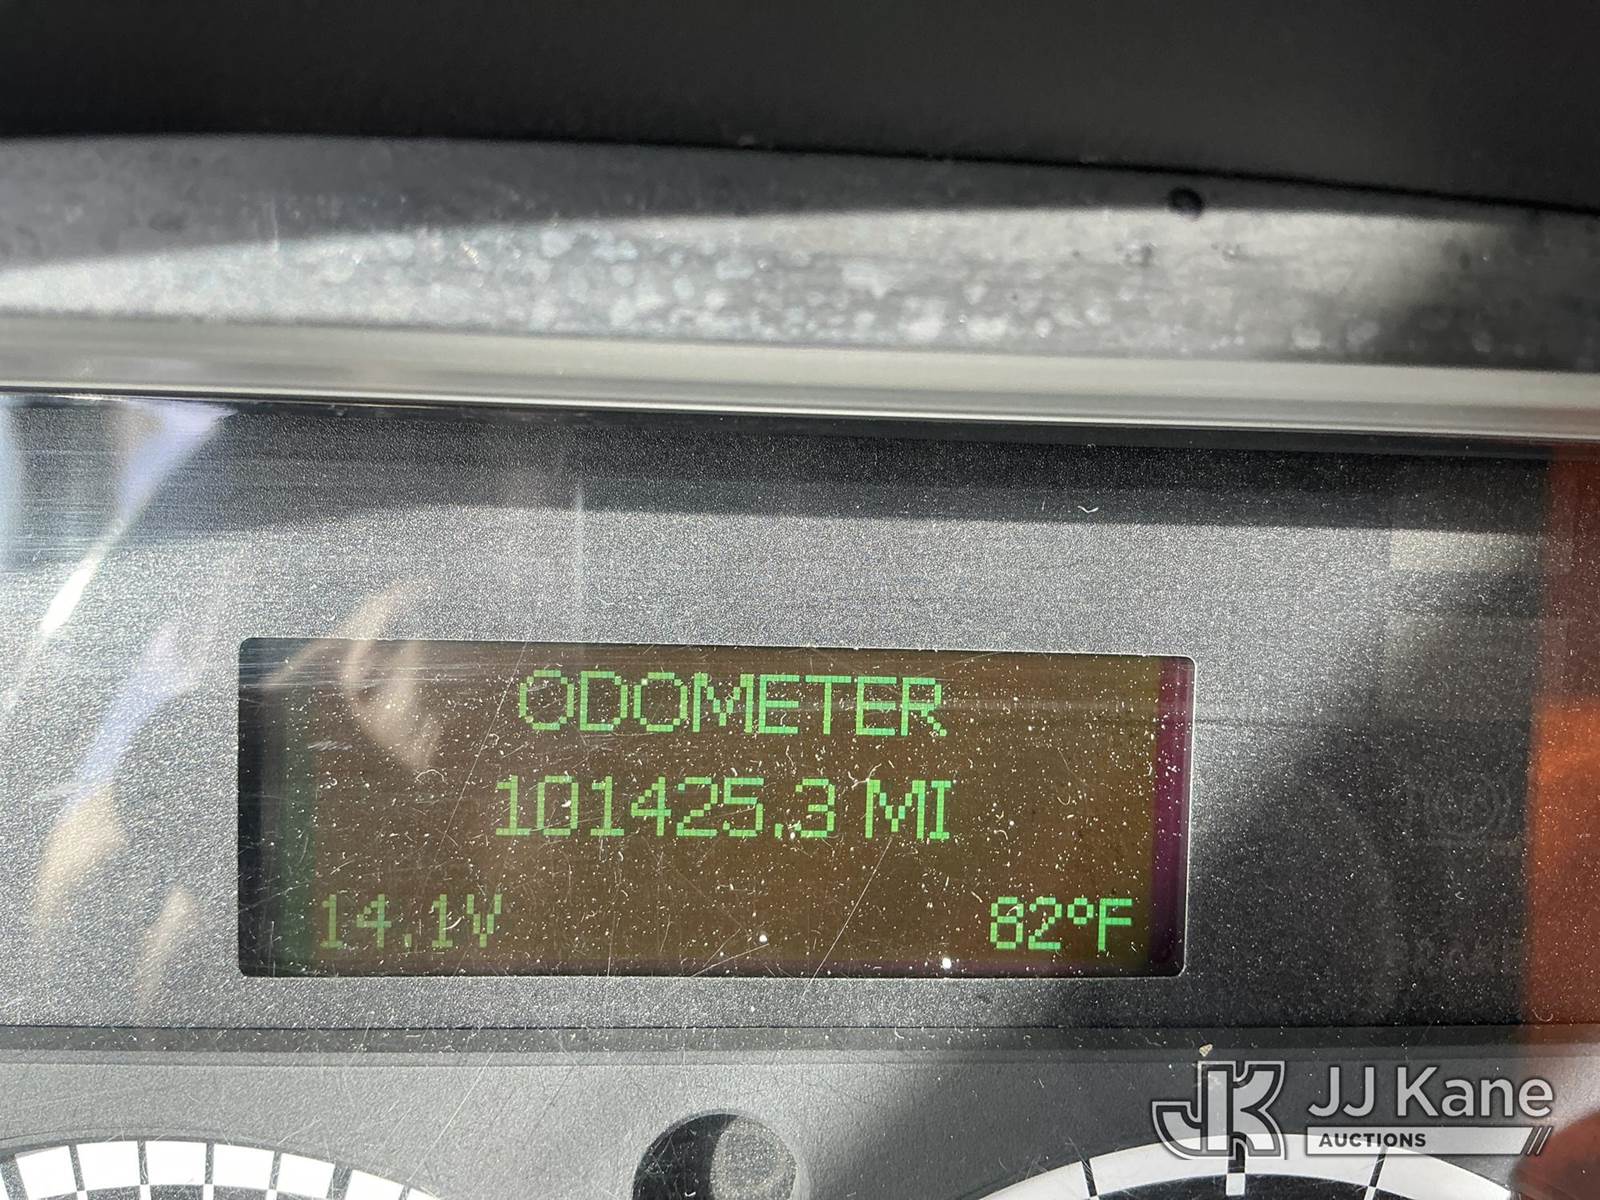 ODOMETER
101425.3 MI
14.1V 82°F
JJ Kane
AUCTIONS